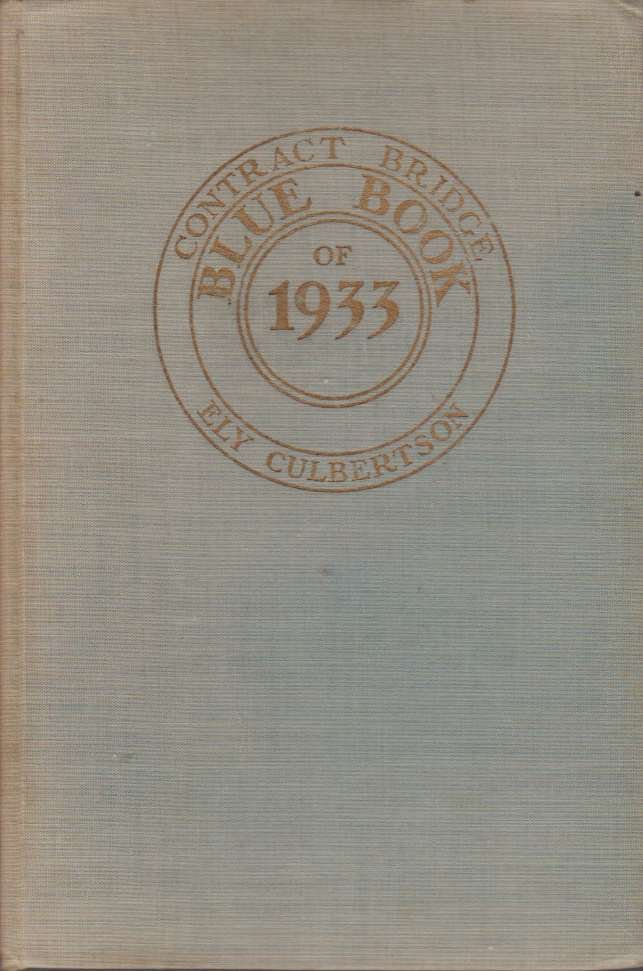 CONTRACT BRIDGE
BLUE BOOK
OF
1933
ELY CULBERTSON